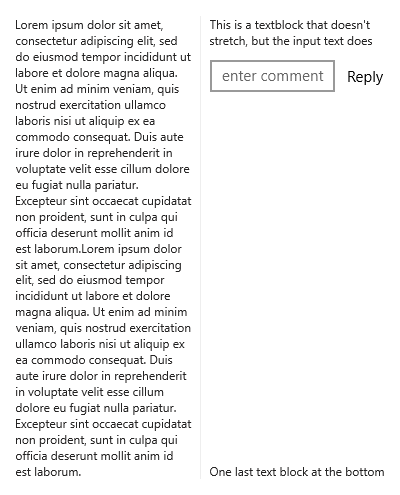 Lorem ipsum dolor sit amet,
consectetur adipiscing elit, sed
do eiusmod tempor incididunt ut
labore et dolore magna aliqua.
Ut enim ad minim veniam, quis
nostrud exercitation ullamco
laboris nisi ut aliquip ex ea
commodo consequat. Duis aute
irure dolor in reprehenderit in
voluptate velit esse cillum dolore
eu fugiat nulla pariatur.
Excepteur sint occaecat cupidatat
non proident, sunt in culpa qui
officia deserunt mollit anim id
est laborum.Lorem ipsum dolor
sit amet, consectetur adipiscing
elit, sed do eiusmod tempor
incididunt ut labore et dolore
magna aliqua. Ut enim ad minim
veniam, quis nostrud exercitation
ullamco laboris nisi ut aliquip ex
ea commodo consequat. Duis
aute irure dolor in reprehenderit
in voluptate velit esse cillum
dolore eu fugiat nulla pariatur.
Excepteur sint occaecat cupidatat
non proident, sunt in culpa qui
officia deserunt mollit anim id
est laborum.
This is a textblock that doesn't
stretch, but the input text does
enter comment Reply
One last text block at the bottom